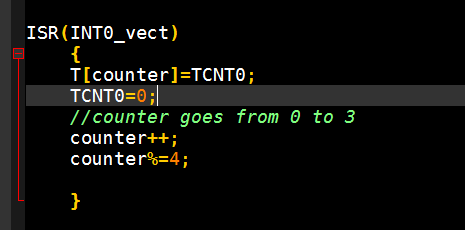 ISR(INT0_vect)
{
T[counter]=TCNT0;
TCNT0=0;
//counter goes from 0 to 3
counter++;
counter%=4;
}